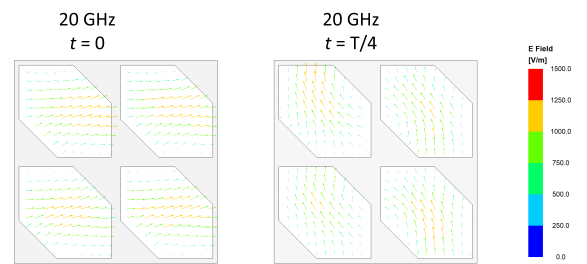 20 GHz
t = 0
20 GHz
t = T/4
E Field
[V/m]
1500.0
1250.0
1000.0
750.0
500.0
250.0
0.0